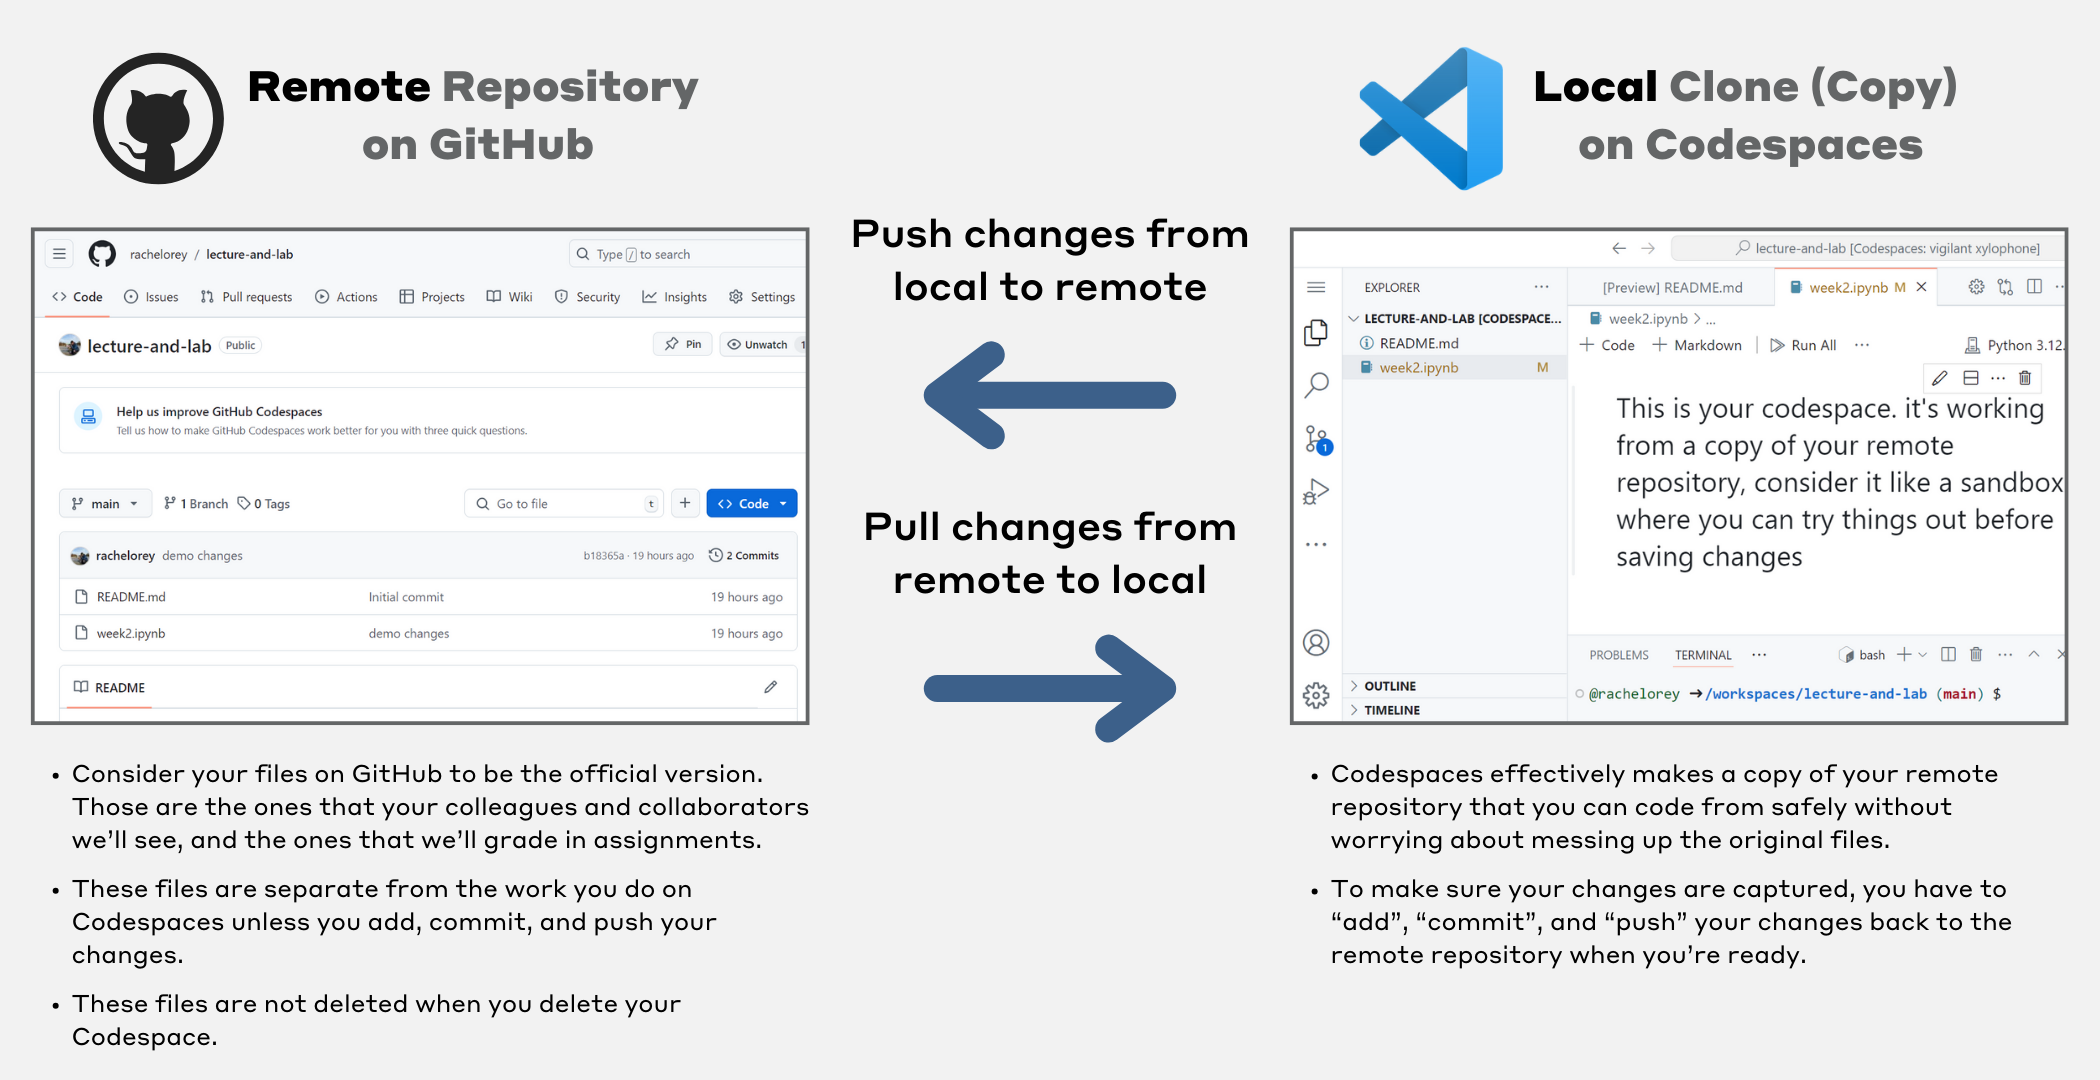 Remote Repository
on GitHub
Local Clone (Copy)
on Codespaces
Push changes from
local to remote
Pull changes from
remote to local
rachelorey / lecture-and-lab
Type / to search
Code
Issues
Pull requests
Actions
Projects
Wiki
Security
Insights
Settings
lecture-and-lab Public
Pin
Unwatch 1
Help us improve GitHub Codespaces
Tell us how to make GitHub Codespaces work better for you with three quick questions.
main
1 Branch
0 Tags
Go to file t
+
Code
rachelorey demo changes b18365a · 19 hours ago 2 Commits
README.md Initial commit 19 hours ago
week2.ipynb demo changes 19 hours ago
README
lecture-and-lab [Codespaces: vigilant xylophone]
EXPLORER ...
LECTURE-AND-LAB [CODESPACE...
README.md
week2.ipynb M
[Preview] README.md
week2.ipynb M
week2.ipynb > ...
+ Code + Markdown | Run All ... Python 3.12.
This is your codespace. it's working
from a copy of your remote
repository, consider it like a sandbox
where you can try things out before
saving changes
1
OUTLINE
TIMELINE
PROBLEMS TERMINAL ... bash
@rachelorey ➜/workspaces/lecture-and-lab (main) $
• Consider your files on GitHub to be the official version.
Those are the ones that your colleagues and collaborators
we’ll see, and the ones that we’ll grade in assignments.
• These files are separate from the work you do on
Codespaces unless you add, commit, and push your
changes.
• These files are not deleted when you delete your
Codespace.
• Codespaces effectively makes a copy of your remote
repository that you can code from safely without
worrying about messing up the original files.
• To make sure your changes are captured, you have to
“add”, “commit”, and “push” your changes back to the
remote repository when you’re ready.